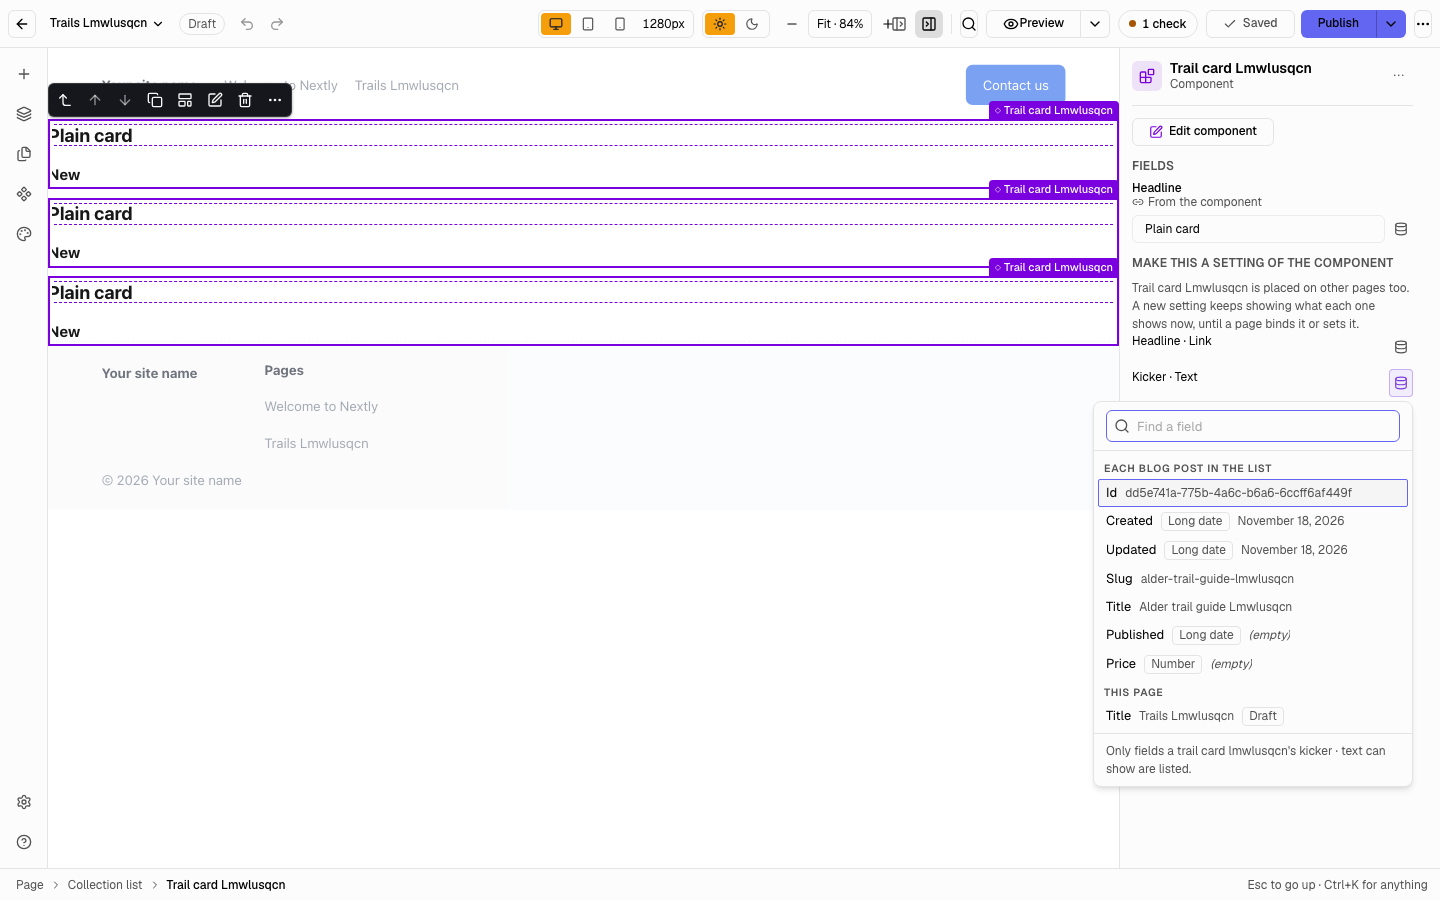 Trails Lmwlusqcn
Draft
1280px
Fit · 84%
Preview
1 check
Saved
Publish
Welcome to Nextly
Trails Lmwlusqcn
Contact us
Trail card Lmwlusqcn
Plain card
New
Trail card Lmwlusqcn
Plain card
New
Trail card Lmwlusqcn
Plain card
New
Your site name
Pages
Welcome to Nextly
Trails Lmwlusqcn
© 2026 Your site name
Trail card Lmwlusqcn
Component
Edit component
FIELDS
Headline
From the component
Plain card
MAKE THIS A SETTING OF THE COMPONENT
Trail card Lmwlusqcn is placed on other pages too.
A new setting keeps showing what each one
shows now, until a page binds it or sets it.
Headline · Link
Kicker · Text
Find a field
EACH BLOG POST IN THE LIST
Id dd5e741a-775b-4a6c-b6a6-6ccff6af449f
Created Long date November 18, 2026
Updated Long date November 18, 2026
Slug alder-trail-guide-lmwlusqcn
Title Alder trail guide Lmwlusqcn
Published Long date (empty)
Price Number (empty)
THIS PAGE
Title Trails Lmwlusqcn Draft
Only fields a trail card lmwlusqcn's kicker · text can
show are listed.
Page > Collection list > Trail card Lmwlusqcn
Esc to go up · Ctrl+K for anything